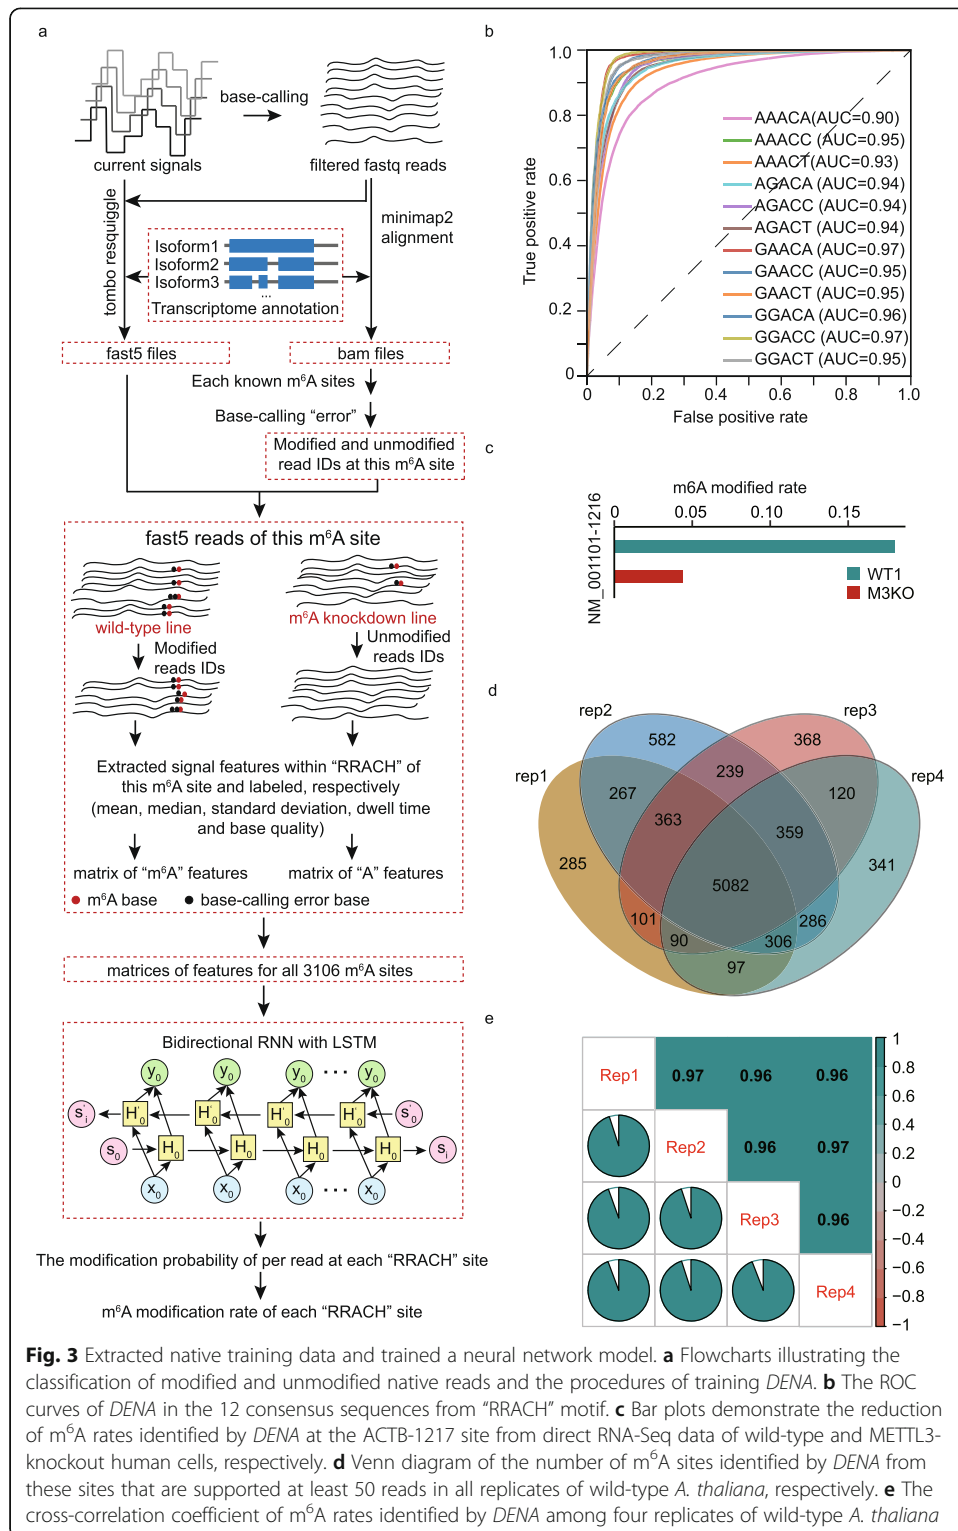 a
base-calling
current signals
filtered fastq reads
tombo resquiggle
minimap2
alignment
Isoform1
Isoform2
Isoform3
...
Transcriptome annotation
fast5 files
bam files
Each known m⁶A sites
Base-calling “error”
Modified and unmodified
read IDs at this m⁶A site
fast5 reads of this m⁶A site
wild-type line
m⁶A knockdown line
Modified
reads IDs
Unmodified
reads IDs
Extracted signal features within “RRACH” of
this m⁶A site and labeled, respectively
(mean, median, standard deviation, dwell time
and base quality)
matrix of “m⁶A” features
matrix of “A” features
m⁶A base
base-calling error base
matrices of features for all 3106 m⁶A sites
Bidirectional RNN with LSTM
y₀ y₀ y₀ ··· y₀
s'ᵢ H'₀ H'₀ H'₀ H'₀ s'₀
s₀ H₀ H₀ H₀ H₀ sᵢ
x₀ x₀ x₀ ··· x₀
The modification probability of per read at each “RRACH” site
m⁶A modification rate of each “RRACH” site
b
True positive rate
1.0
0.8
0.6
0.4
0.2
0
AAACA(AUC=0.90)
AAACC (AUC=0.95)
AAACT(AUC=0.93)
AGACA (AUC=0.94)
AGACC (AUC=0.94)
AGACT (AUC=0.94)
GAACA (AUC=0.97)
GAACC (AUC=0.95)
GAACT (AUC=0.95)
GGACA (AUC=0.96)
GGACC (AUC=0.97)
GGACT (AUC=0.95)
0 0.2 0.4 0.6 0.8 1.0
False positive rate
c
m6A modified rate
0 0.05 0.10 0.15
NM_001101-1216
WT1
M3KO
d
rep1
rep2
rep3
rep4
582
368
239
267
120
363
359
285
341
5082
101
286
90
306
97
e
Rep1 0.97 0.96 0.96
Rep2 0.96 0.97
Rep3 0.96
Rep4
1
0.8
0.6
0.4
0.2
0
−0.2
−0.4
−0.6
−0.8
−1
Fig. 3 Extracted native training data and trained a neural network model. a Flowcharts illustrating the
classification of modified and unmodified native reads and the procedures of training DENA. b The ROC
curves of DENA in the 12 consensus sequences from “RRACH” motif. c Bar plots demonstrate the reduction
of m⁶A rates identified by DENA at the ACTB-1217 site from direct RNA-Seq data of wild-type and METTL3-
knockout human cells, respectively. d Venn diagram of the number of m⁶A sites identified by DENA from
these sites that are supported at least 50 reads in all replicates of wild-type A. thaliana, respectively. e The
cross-correlation coefficient of m⁶A rates identified by DENA among four replicates of wild-type A. thaliana